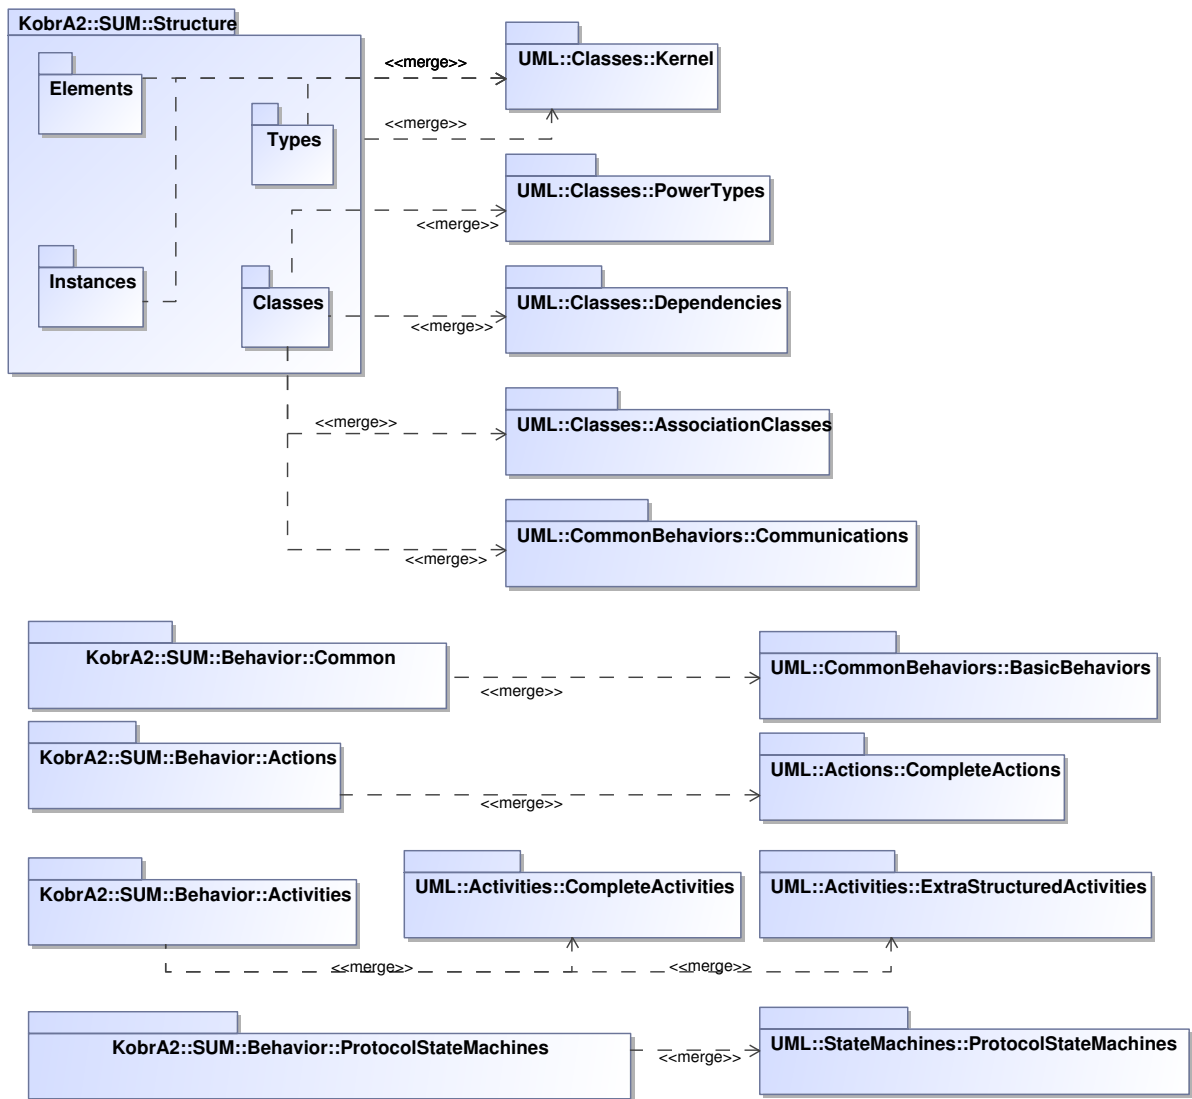 KobrA2::SUM::Structure
Elements
Types
Instances
Classes
<<merge>>
UML::Classes::Kernel
<<merge>>
UML::Classes::PowerTypes
<<merge>>
UML::Classes::Dependencies
<<merge>>
UML::Classes::AssociationClasses
<<merge>>
UML::CommonBehaviors::Communications
<<merge>>
KobrA2::SUM::Behavior::Common
<<merge>>
UML::CommonBehaviors::BasicBehaviors
KobrA2::SUM::Behavior::Actions
<<merge>>
UML::Actions::CompleteActions
KobrA2::SUM::Behavior::Activities
UML::Activities::CompleteActivities
UML::Activities::ExtraStructuredActivities
<<merge>>
<<merge>>
KobrA2::SUM::Behavior::ProtocolStateMachines
<<merge>>
UML::StateMachines::ProtocolStateMachines